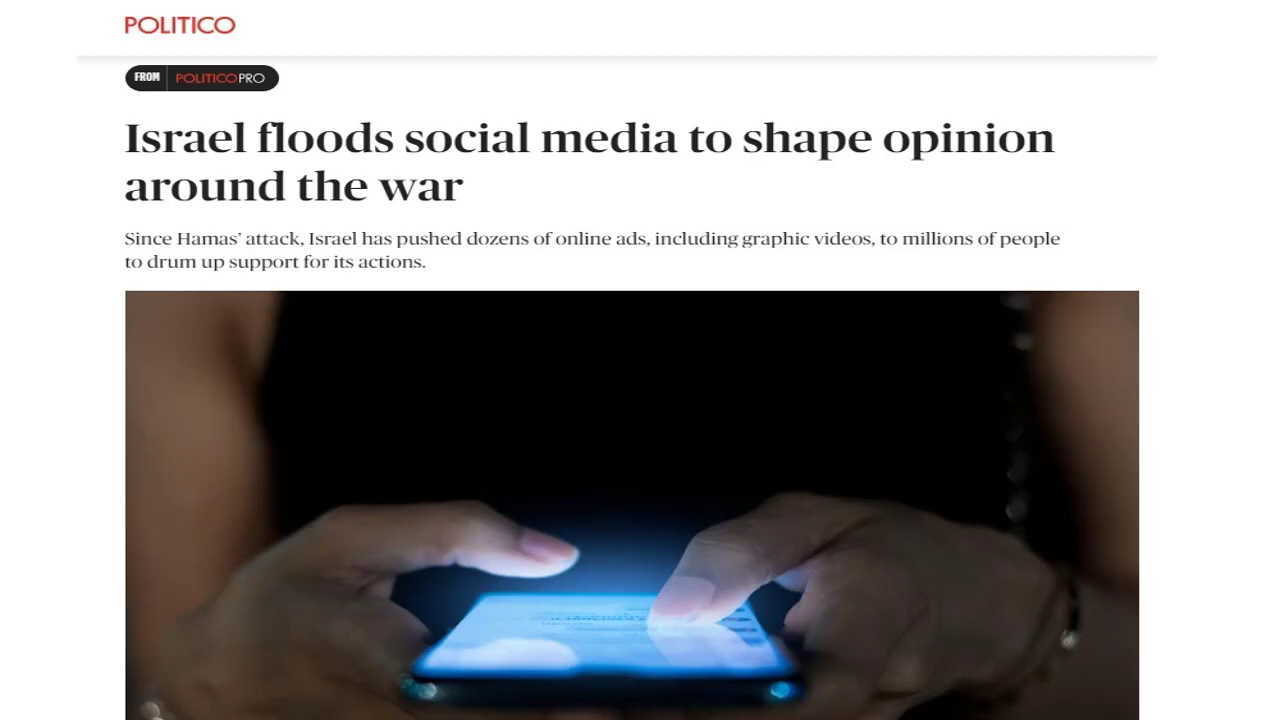 POLITICO
FROM POLITICOPRO
Israel floods social media to shape opinion
around the war
Since Hamas’ attack, Israel has pushed dozens of online ads, including graphic videos, to millions of people
to drum up support for its actions.